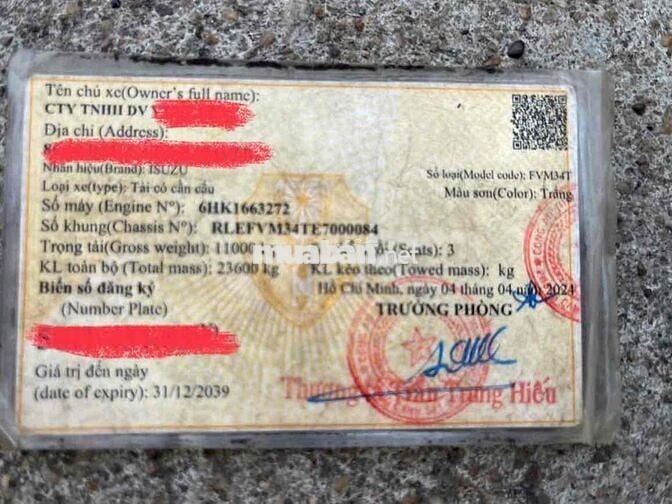 Tên chủ xe(Owner's full name):
CTY TNHH DV
Địa chỉ (Address):
Nhãn hiệu(Brand): ISUZU
Số loại(Model code): FVM34T
Loại xe(type): Tải có cần cẩu
Màu sơn(Color): Trắng
Số máy (Engine Nº): 6HK1663272
Số khung(Chassis Nº): RLEFVM34TE7000084
Trọng tải(Gross weight): 11000
(Seats): 3
muaban.net
KL toàn bộ (Total mass): 23600 kg
KL kéo theo(Towed mass): kg
Biển số đăng ký
Hồ Chí Minh, ngày 04 tháng 04 năm 2024
(Number Plate)
TRƯỞNG PHÒNG
Giá trị đến ngày
(date of expiry): 31/12/2039
Trần Trung Hiếu